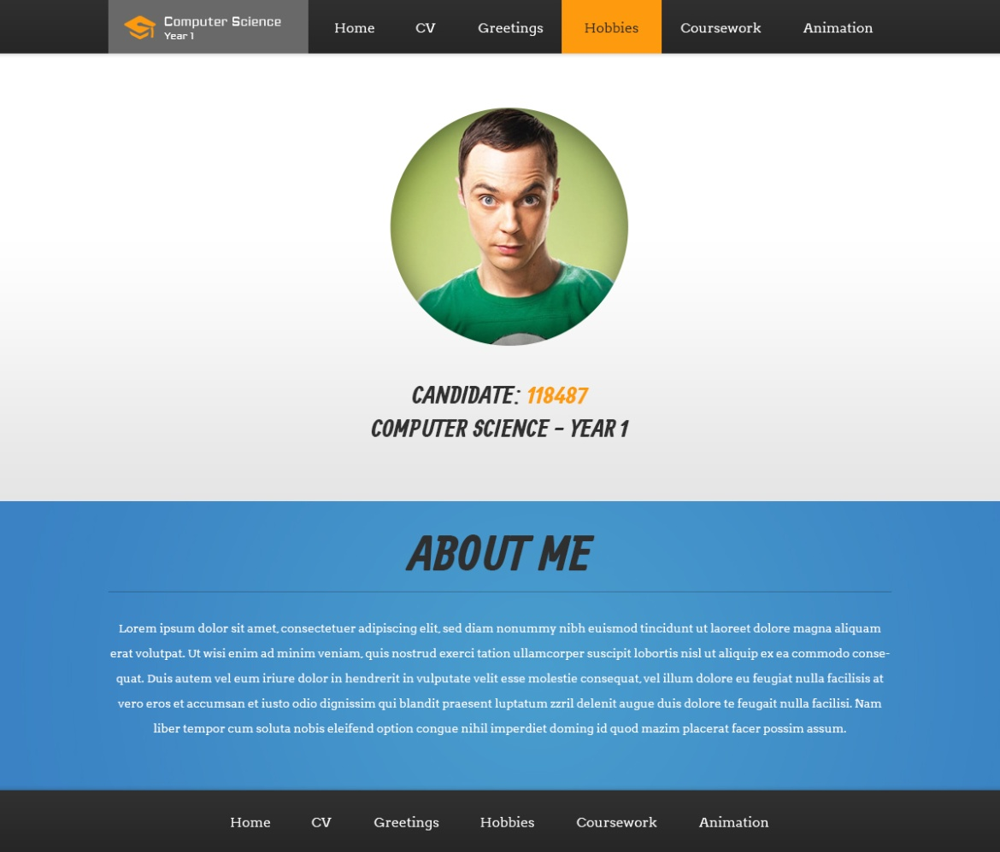 Computer Science
Year 1
Home CV Greetings Hobbies Coursework Animation
CANDIDATE: 118487
COMPUTER SCIENCE - YEAR 1
ABOUT ME
Lorem ipsum dolor sit amet, consectetuer adipiscing elit, sed diam nonummy nibh euismod tincidunt ut laoreet dolore magna aliquam
erat volutpat. Ut wisi enim ad minim veniam, quis nostrud exerci tation ullamcorper suscipit lobortis nisl ut aliquip ex ea commodo conse-
quat. Duis autem vel eum iriure dolor in hendrerit in vulputate velit esse molestie consequat, vel illum dolore eu feugiat nulla facilisis at
vero eros et accumsan et iusto odio dignissim qui blandit praesent luptatum zzril delenit augue duis dolore te feugait nulla facilisi. Nam
liber tempor cum soluta nobis eleifend option congue nihil imperdiet doming id quod mazim placerat facer possim assum.
Home CV Greetings Hobbies Coursework Animation